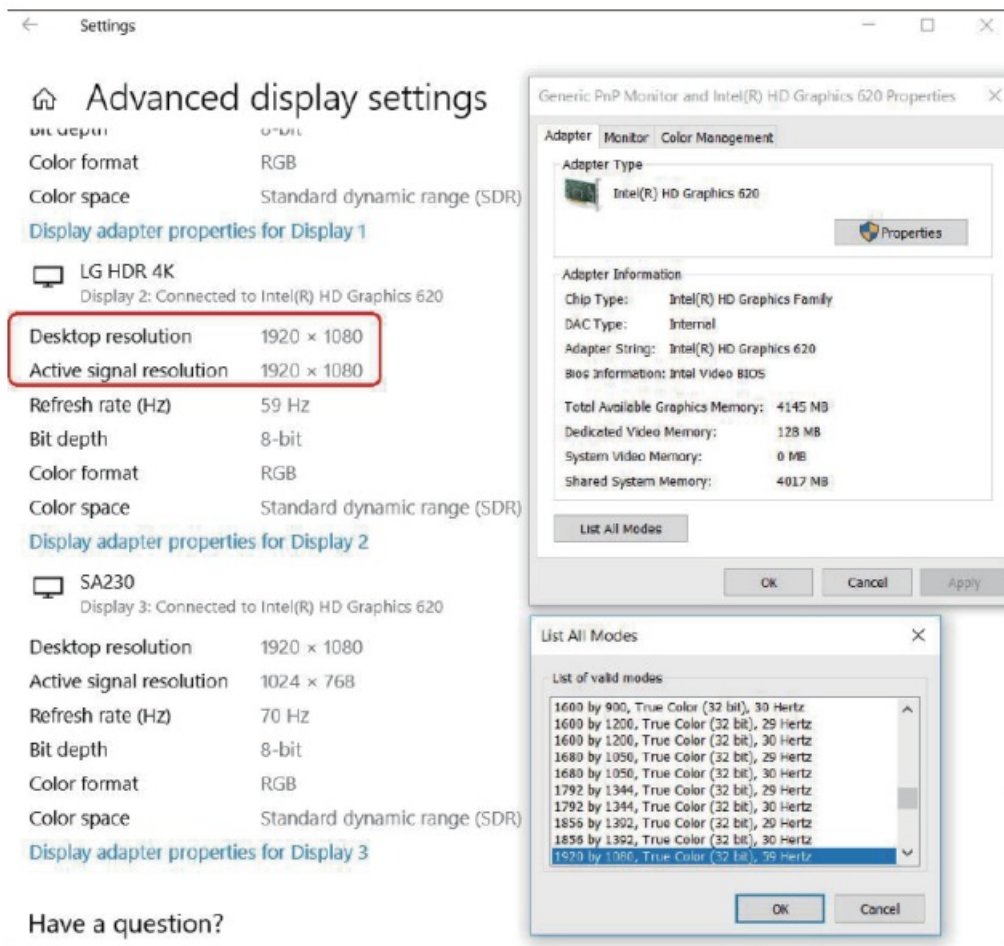 Settings
Advanced display settings
Bit depth 8-bit
Color format RGB
Color space Standard dynamic range (SDR)
Display adapter properties for Display 1
LG HDR 4K
Display 2: Connected to Intel(R) HD Graphics 620
Desktop resolution 1920 × 1080
Active signal resolution 1920 × 1080
Refresh rate (Hz) 59 Hz
Bit depth 8-bit
Color format RGB
Color space Standard dynamic range (SDR)
Display adapter properties for Display 2
SA230
Display 3: Connected to Intel(R) HD Graphics 620
Desktop resolution 1920 × 1080
Active signal resolution 1024 × 768
Refresh rate (Hz) 70 Hz
Bit depth 8-bit
Color format RGB
Color space Standard dynamic range (SDR)
Display adapter properties for Display 3
Have a question?
Generic PnP Monitor and Intel(R) HD Graphics 620 Properties
Adapter Monitor Color Management
Adapter Type
Intel(R) HD Graphics 620
Properties
Adapter Information
Chip Type: Intel(R) HD Graphics Family
DAC Type: Internal
Adapter String: Intel(R) HD Graphics 620
Bios Information: Intel Video BIOS
Total Available Graphics Memory: 4145 MB
Dedicated Video Memory: 128 MB
System Video Memory: 0 MB
Shared System Memory: 4017 MB
List All Modes
OK Cancel Apply
List All Modes
List of valid modes
1600 by 900, True Color (32 bit), 30 Hertz
1600 by 1200, True Color (32 bit), 29 Hertz
1600 by 1200, True Color (32 bit), 30 Hertz
1680 by 1050, True Color (32 bit), 29 Hertz
1680 by 1050, True Color (32 bit), 30 Hertz
1792 by 1344, True Color (32 bit), 29 Hertz
1792 by 1344, True Color (32 bit), 30 Hertz
1856 by 1392, True Color (32 bit), 29 Hertz
1856 by 1392, True Color (32 bit), 30 Hertz
1920 by 1080, True Color (32 bit), 59 Hertz
OK Cancel